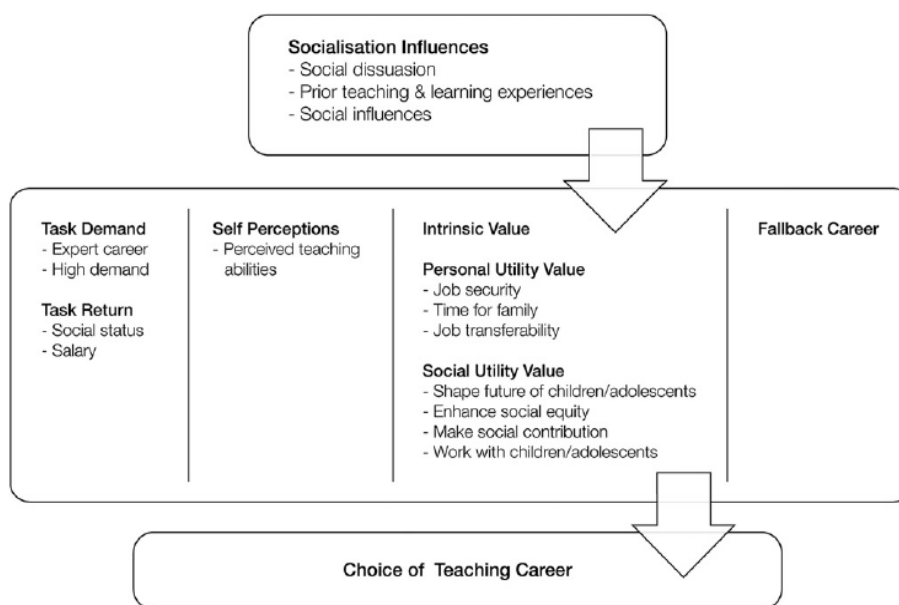 Socialisation Influences
- Social dissuasion
- Prior teaching & learning experiences
- Social influences
Task Demand
- Expert career
- High demand
Task Return
- Social status
- Salary
Self Perceptions
- Perceived teaching
abilities
Intrinsic Value
Personal Utility Value
- Job security
- Time for family
- Job transferability
Social Utility Value
- Shape future of children/adolescents
- Enhance social equity
- Make social contribution
- Work with children/adolescents
Fallback Career
Choice of Teaching Career